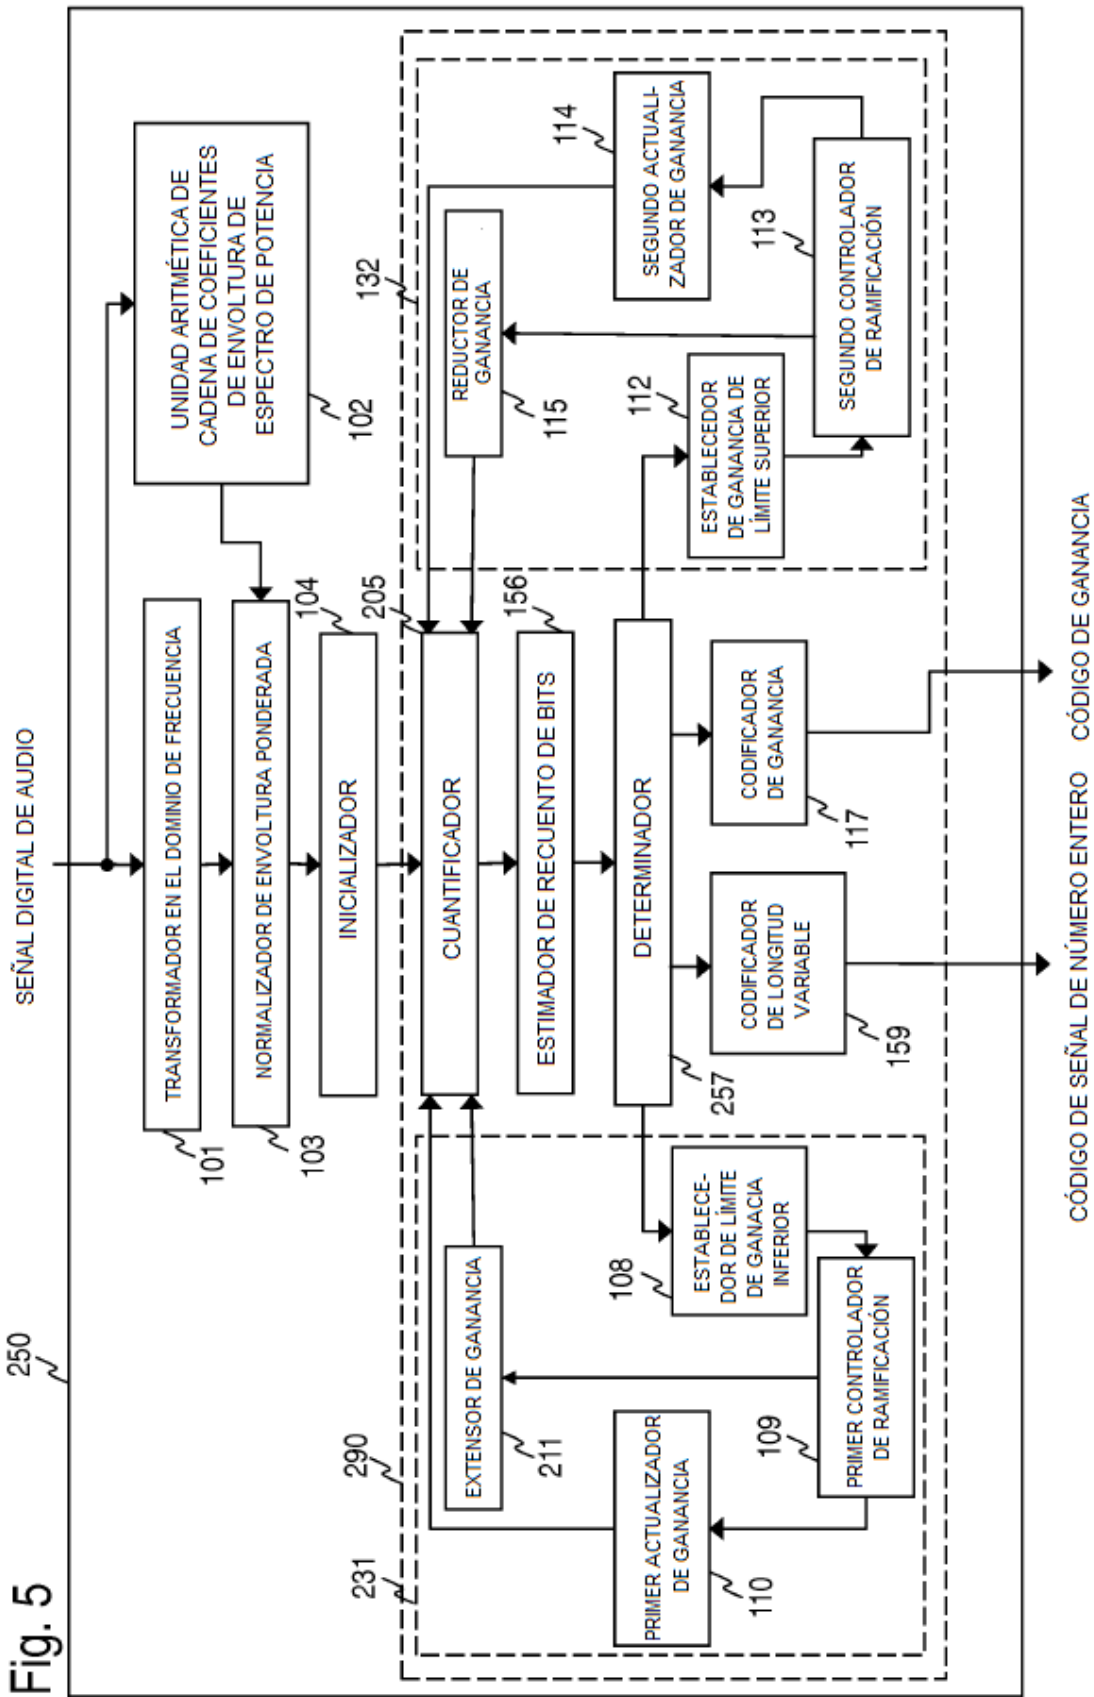 Fig. 5
250
SEÑAL DIGITAL DE AUDIO
TRANSFORMADOR EN EL DOMINIO DE FRECUENCIA
101
UNIDAD ARITMÉTICA DE
CADENA DE COEFICIENTES
DE ENVOLTURA DE
ESPECTRO DE POTENCIA
102
NORMALIZADOR DE ENVOLTURA PONDERADA
103
INICIALIZADOR
104
290
231
205
132
CUANTIFICADOR
EXTENSOR DE GANANCIA
211
REDUCTOR DE
GANANCIA
115
ESTIMADOR DE RECUENTO DE BITS
156
PRIMER ACTUALIZADOR
DE GANANCIA
110
SEGUNDO ACTUALI-
ZADOR DE GANANCIA
114
DETERMINADOR
257
ESTABLECE-
DOR DE LÍMITE
DE GANACIA
INFERIOR
108
ESTABLECEDOR
DE GANANCIA DE
LÍMITE SUPERIOR
112
CODIFICADOR
DE LONGITUD
VARIABLE
159
CODIFICADOR
DE GANANCIA
117
PRIMER CONTROLADOR
DE RAMIFICACIÓN
109
SEGUNDO CONTROLADOR
DE RAMIFICACIÓN
113
CÓDIGO DE SEÑAL DE NÚMERO ENTERO
CÓDIGO DE GANANCIA